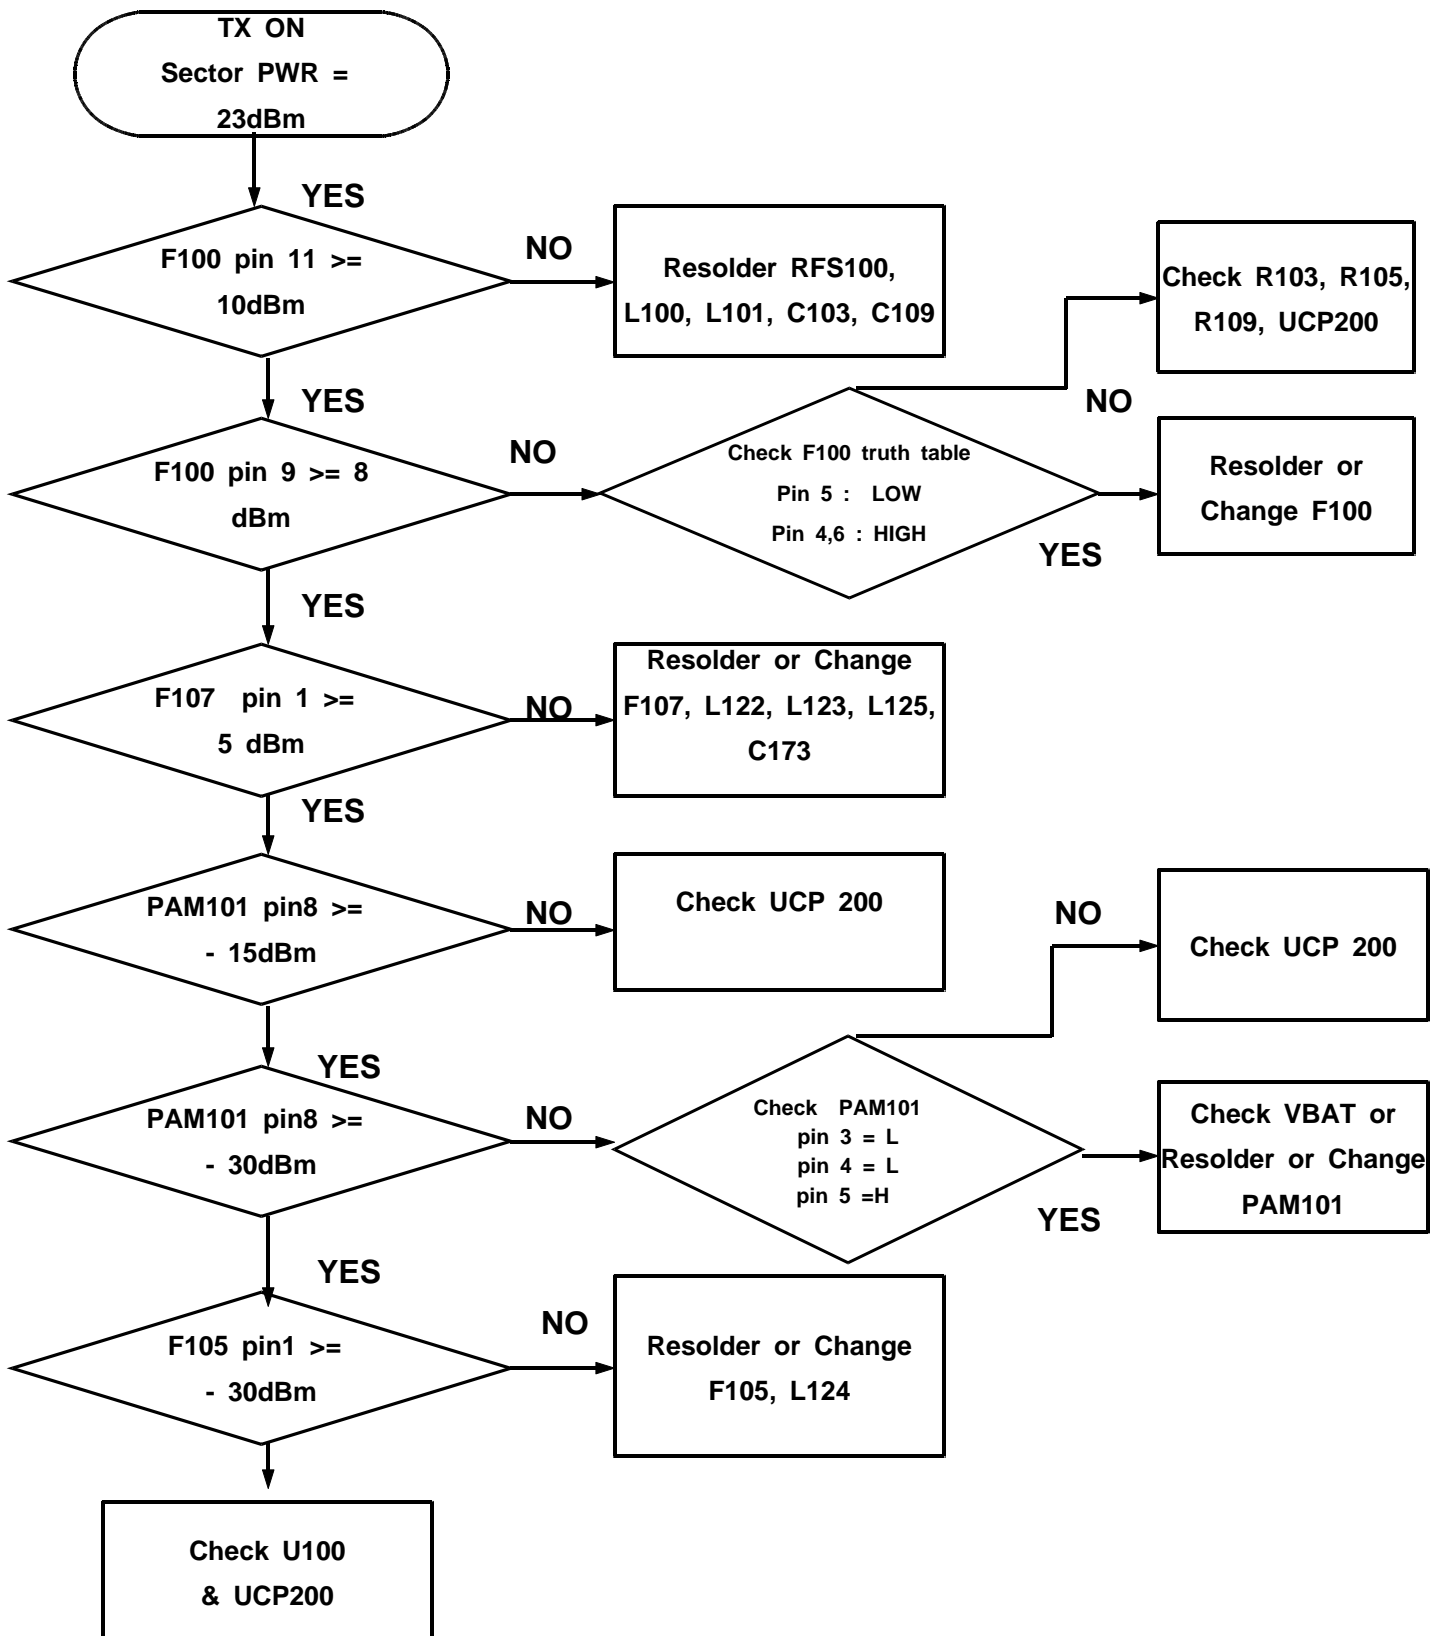 TX ON
Sector PWR =
23dBm
YES
F100 pin 11 >=
10dBm
NO
Resolder RFS100,
L100, L101, C103, C109
Check R103, R105,
R109, UCP200
YES
F100 pin 9 >= 8
dBm
NO
Check F100 truth table
Pin 5 : LOW
Pin 4,6 : HIGH
NO
YES
Resolder or
Change F100
YES
F107 pin 1 >=
5 dBm
NO
Resolder or Change
F107, L122, L123, L125,
C173
YES
PAM101 pin8 >=
- 15dBm
NO
Check UCP 200
NO
Check UCP 200
YES
PAM101 pin8 >=
- 30dBm
NO
Check PAM101
pin 3 = L
pin 4 = L
pin 5 =H
YES
Check VBAT or
Resolder or Change
PAM101
YES
F105 pin1 >=
- 30dBm
NO
Resolder or Change
F105, L124
Check U100
& UCP200